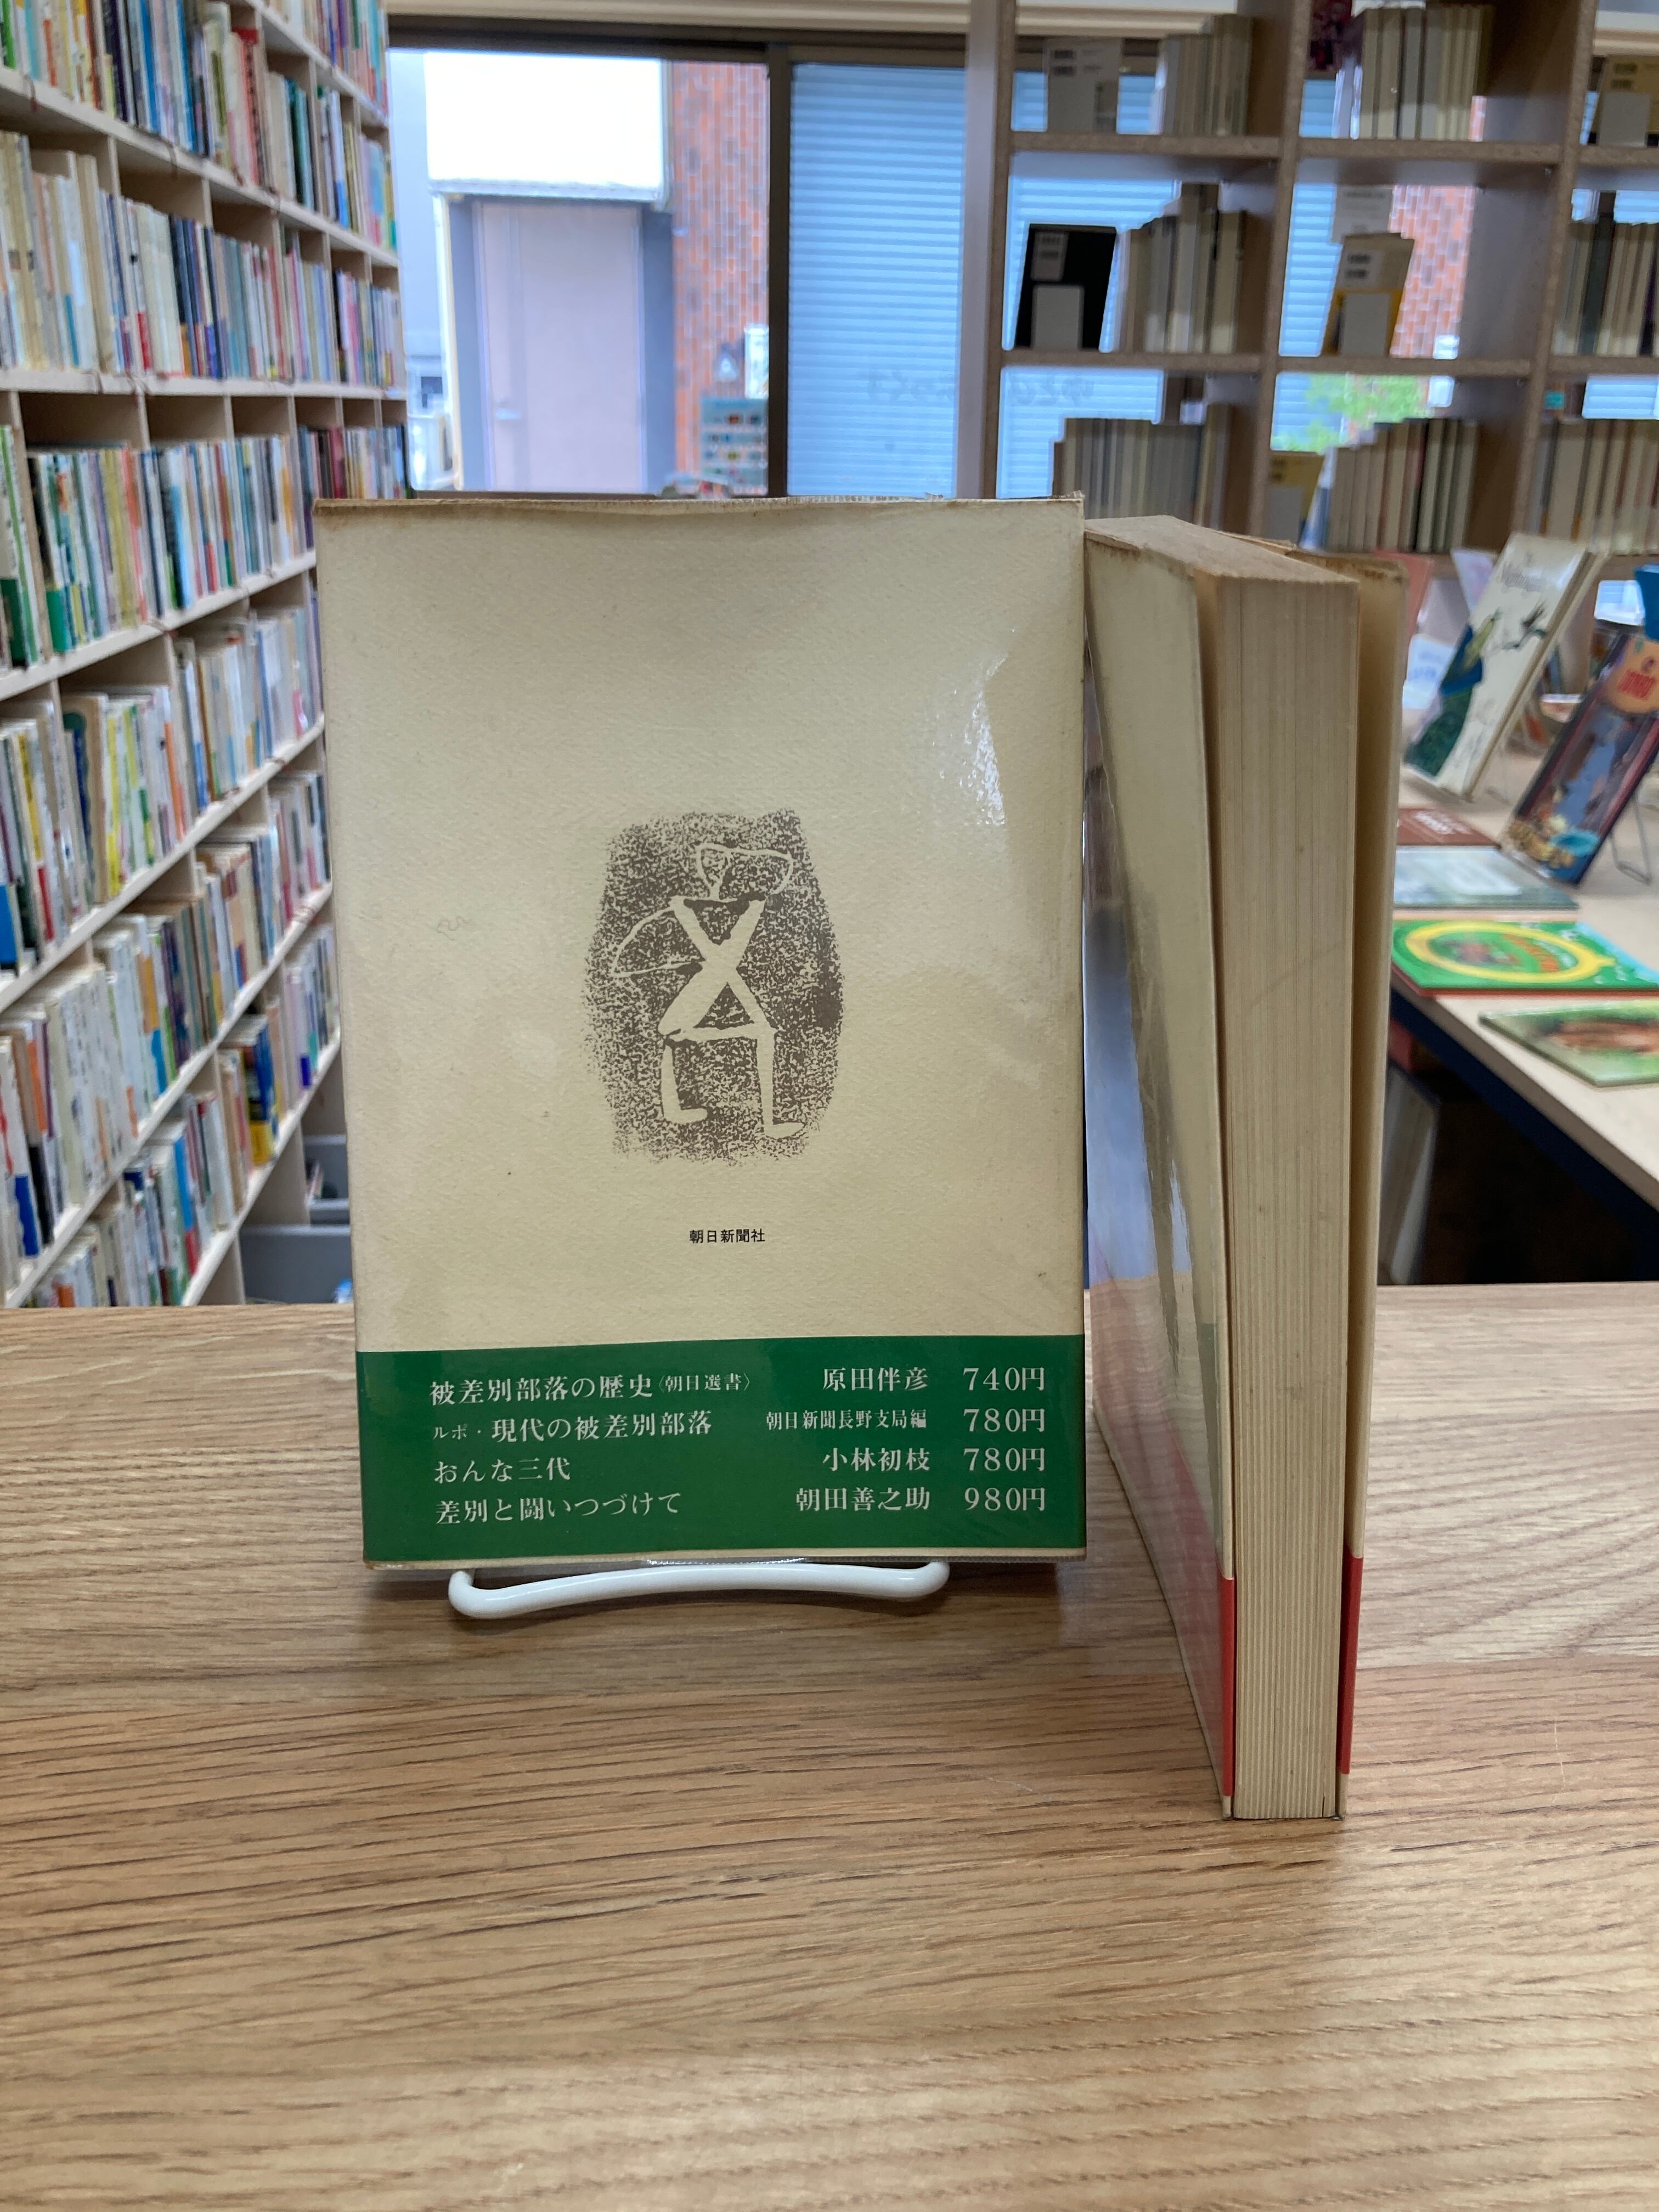 朝日新聞社
被差別部落の歴史〈朝日選書〉 原田伴彦 740円
ルポ・現代の被差別部落 朝日新聞長野支局編 780円
おんな三代 小林初枝 780円
差別と闘いつづけて 朝田善之助 980円